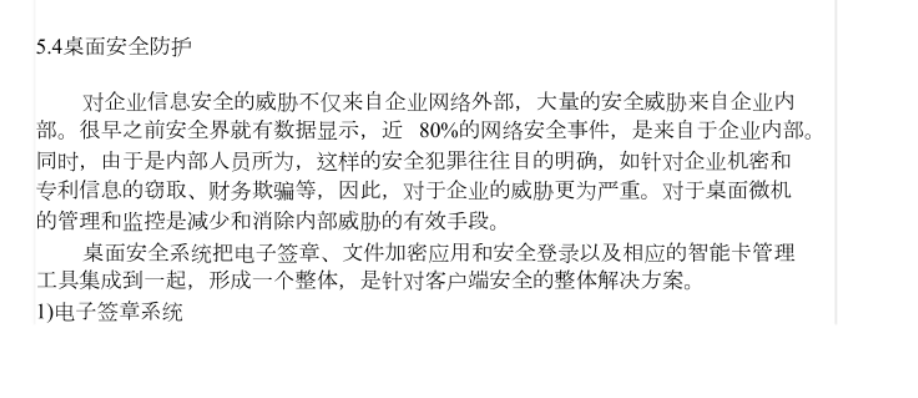 5.4桌面安全防护
对企业信息安全的威胁不仅来自企业网络外部，大量的安全威胁来自企业内
部。很早之前安全界就有数据显示，近 80%的网络安全事件，是来自于企业内部。
同时，由于是内部人员所为，这样的安全犯罪往往目的明确，如针对企业机密和
专利信息的窃取、财务欺骗等，因此，对于企业的威胁更为严重。对于桌面微机
的管理和监控是减少和消除内部威胁的有效手段。
桌面安全系统把电子签章、文件加密应用和安全登录以及相应的智能卡管理
工具集成到一起，形成一个整体，是针对客户端安全的整体解决方案。
1)电子签章系统